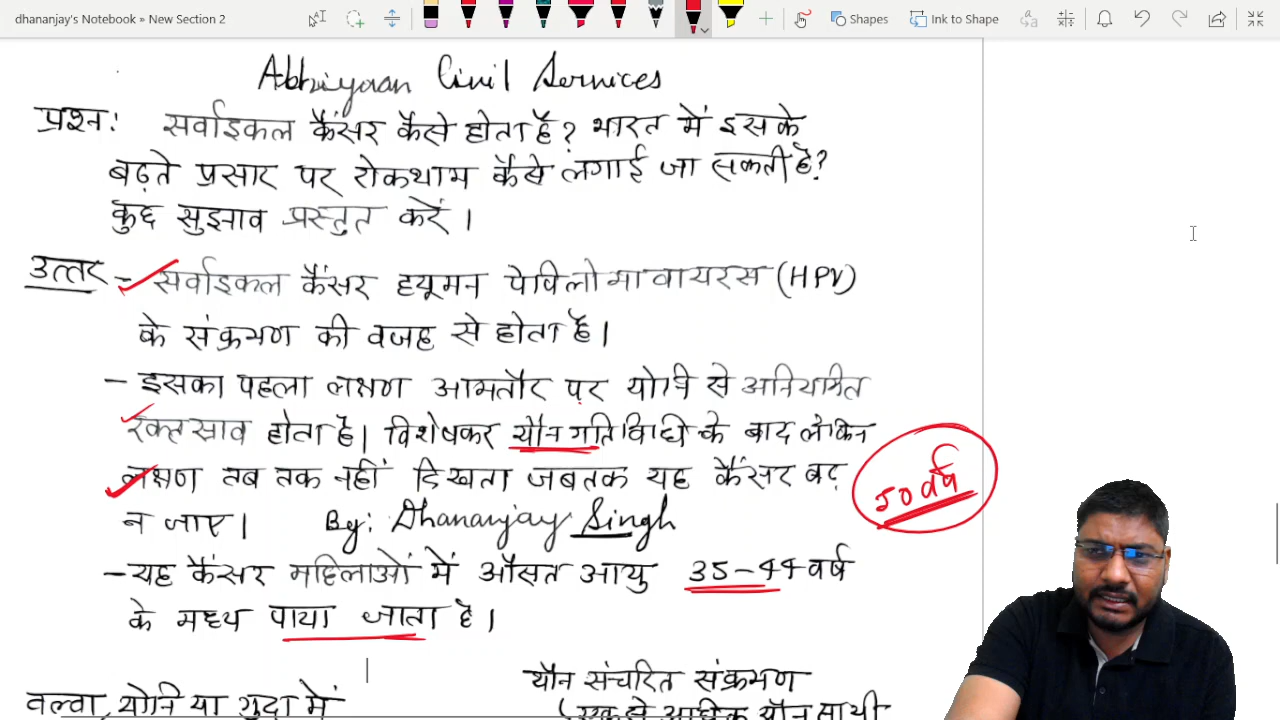 dhananjay's Notebook » New Section 2
Shapes
Ink to Shape
Abhiyaan Civil Services
प्रश्न: सर्वाइकल कैंसर कैसे होता है? भारत में इसके
बढ़ते प्रसार पर रोकथाम कैसे लगाई जा सकती है?
कुछ सुझाव प्रस्तुत करें ।
उत्तर - सर्वाइकल कैंसर ह्यूमन पेपिलोमा वायरस (HPV)
के संक्रमण की वजह से होता है।
- इसका पहला लक्षण आमतौर पर योनि से अनियमित
रक्तस्राव होता है। विशेषकर यौन गतिविधि के बाद लेकिन
लक्षण तब तक नहीं दिखता जबतक यह कैंसर बढ़
50 वर्ष
न जाए। By: Dhananjay Singh
- यह कैंसर महिलाओं में औसत आयु 35-44 वर्ष
के मध्य पाया जाता है।
यौन संचरित संक्रमण
वल्वा, योनि या गुदा में
(एक से अधिक यौन साथी